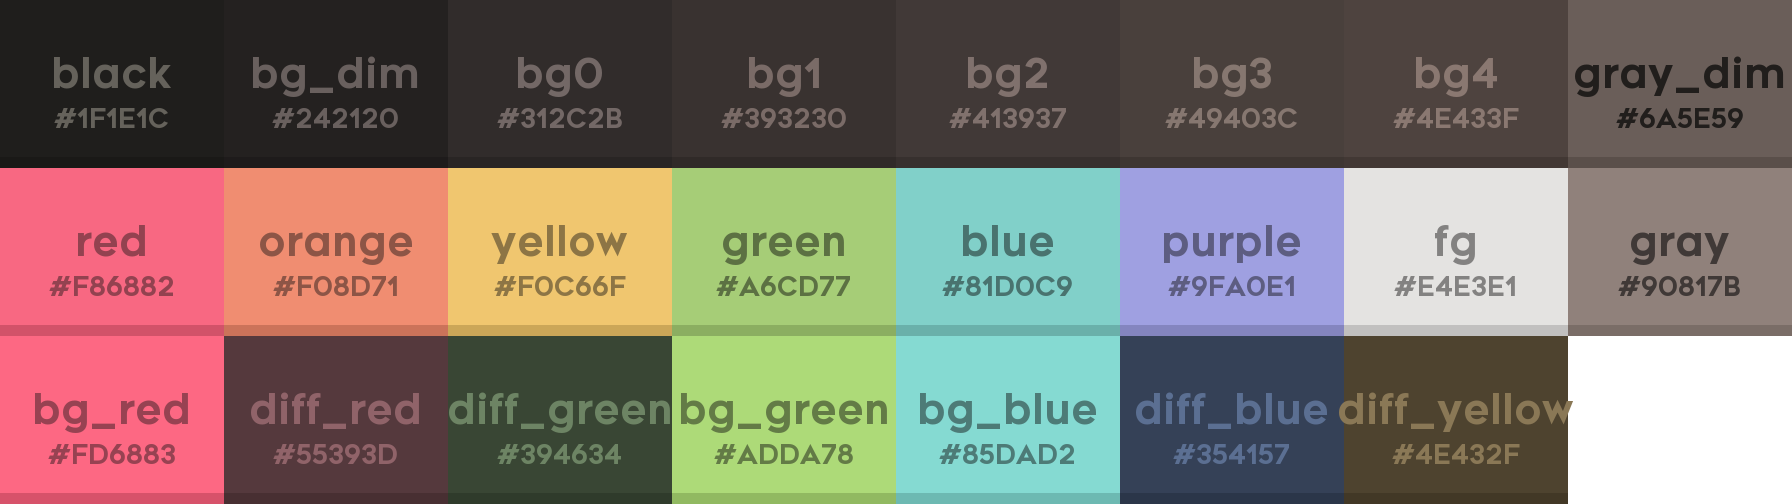 black bg_dim bg0 bg1 bg2 bg3 bg4 gray_dim
#1F1E1C #242120 #312C2B #393230 #413937 #49403C #4E433F #6A5E59
red orange yellow green blue purple fg gray
#F86882 #F08D71 #F0C66F #A6CD77 #81D0C9 #9FA0E1 #E4E3E1 #90817B
bg_red diff_red diff_green bg_green bg_blue diff_blue diff_yellow
#FD6883 #55393D #394634 #ADDA78 #85DAD2 #354157 #4E432F